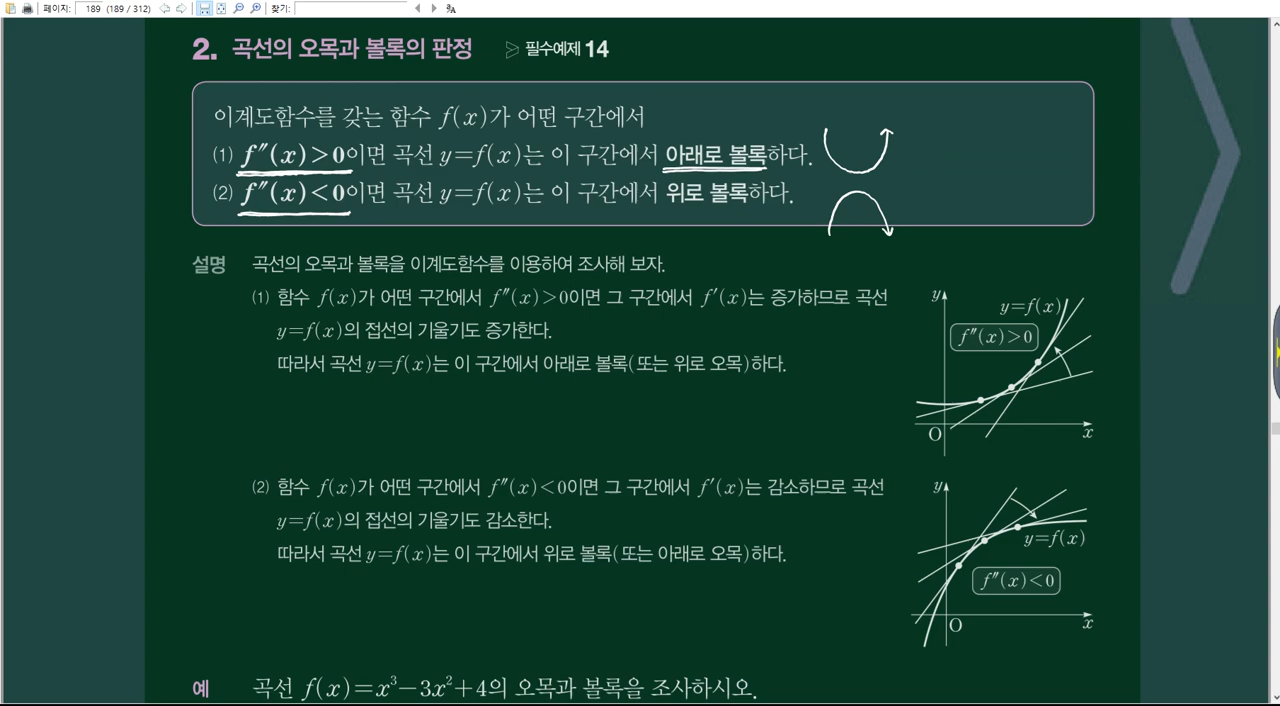 페이지: 189 (189 / 312) 찾기:
2. 곡선의 오목과 볼록의 판정 필수예제 14
이계도함수를 갖는 함수 f(x)가 어떤 구간에서
(1) f″(x)>0이면 곡선 y=f(x)는 이 구간에서 아래로 볼록하다.
(2) f″(x)<0이면 곡선 y=f(x)는 이 구간에서 위로 볼록하다.
설명 곡선의 오목과 볼록을 이계도함수를 이용하여 조사해 보자.
(1) 함수 f(x)가 어떤 구간에서 f″(x)>0이면 그 구간에서 f′(x)는 증가하므로 곡선
y=f(x)의 접선의 기울기도 증가한다.
따라서 곡선 y=f(x)는 이 구간에서 아래로 볼록(또는 위로 오목)하다.
y
y=f(x)
f″(x)>0
O
x
(2) 함수 f(x)가 어떤 구간에서 f″(x)<0이면 그 구간에서 f′(x)는 감소하므로 곡선
y=f(x)의 접선의 기울기도 감소한다.
따라서 곡선 y=f(x)는 이 구간에서 위로 볼록(또는 아래로 오목)하다.
y
y=f(x)
f″(x)<0
O
x
예 곡선 f(x)=x³-3x²+4의 오목과 볼록을 조사하시오.